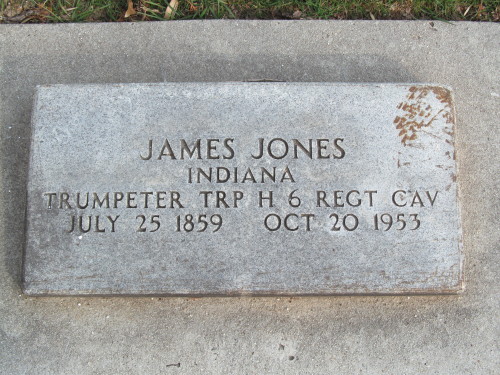 JAMES JONES
INDIANA
TRUMPETER TRP H 6 REGT CAV
JULY 25 1859 OCT 20 1953